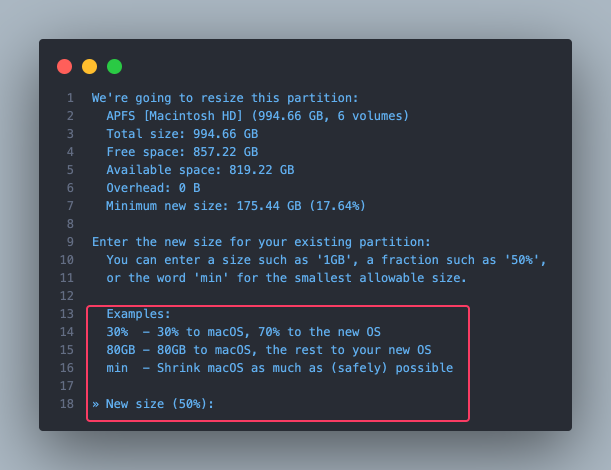 1 We're going to resize this partition:
2 APFS [Macintosh HD] (994.66 GB, 6 volumes)
3 Total size: 994.66 GB
4 Free space: 857.22 GB
5 Available space: 819.22 GB
6 Overhead: 0 B
7 Minimum new size: 175.44 GB (17.64%)
8
9 Enter the new size for your existing partition:
10 You can enter a size such as '1GB', a fraction such as '50%',
11 or the word 'min' for the smallest allowable size.
12
13 Examples:
14 30% - 30% to macOS, 70% to the new OS
15 80GB - 80GB to macOS, the rest to your new OS
16 min - Shrink macOS as much as (safely) possible
17
18 » New size (50%):